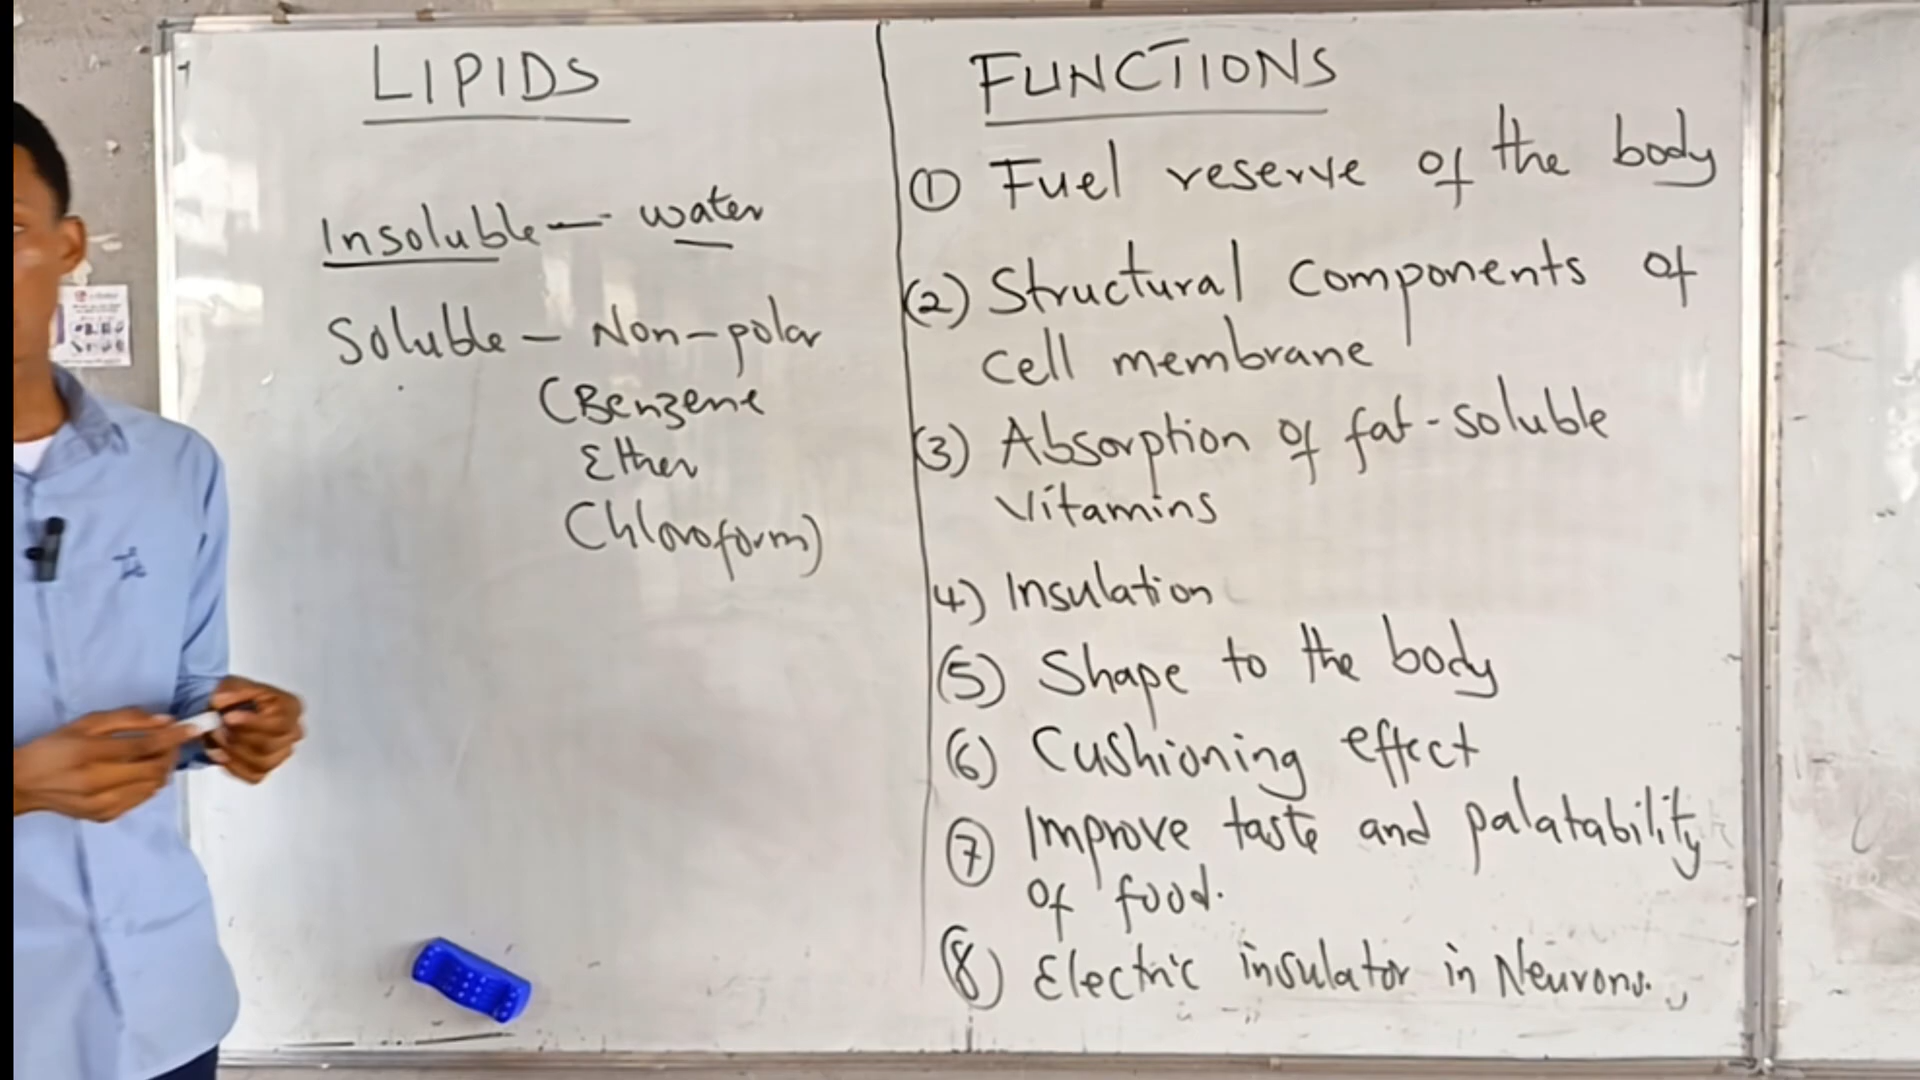 LIPIDS
Insoluble — water
Soluble — Non-polar
(Benzene
Ether
Chloroform)
FUNCTIONS
① Fuel reserve of the body
(2) Structural Components of
cell membrane
(3) Absorption of fat-soluble
Vitamins
4) Insulation
(5) Shape to the body
(6) Cushioning effect
⑦ Improve taste and palatability
of food.
(8) Electric insulator in Neurons.